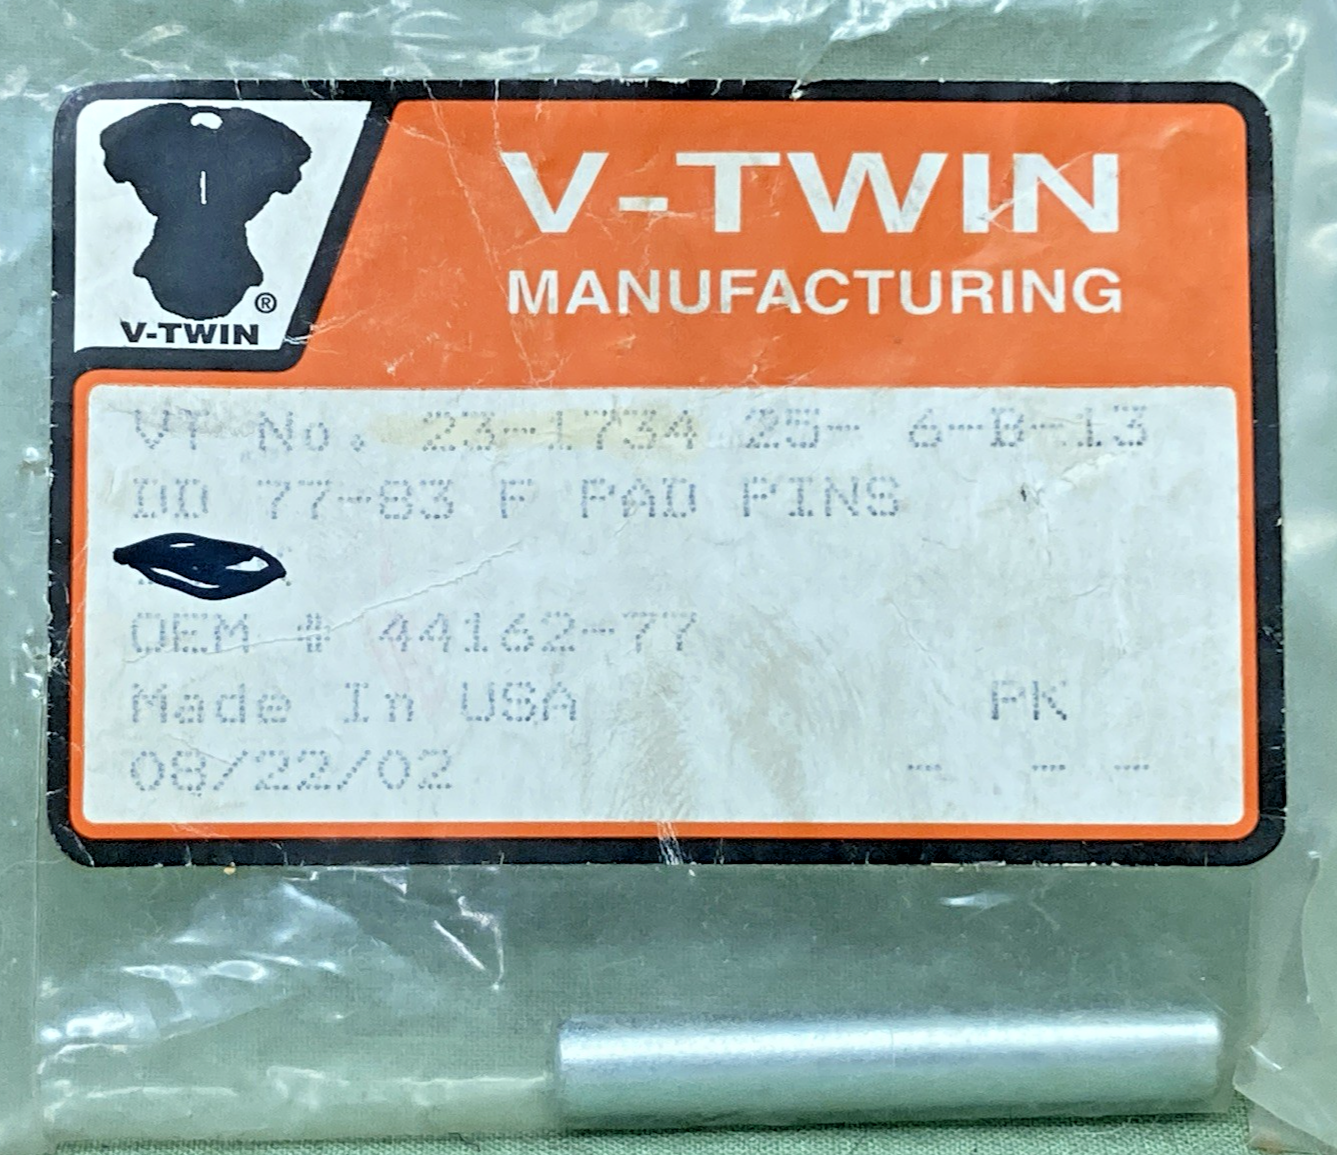 V-TWIN
MANUFACTURING
®
V-TWIN
VT No. 23-1734 25- 6-B-13
DD 77-83 F PAD PINS
OEM # 44162-77
Made In USA PK
08/22/02 - - -